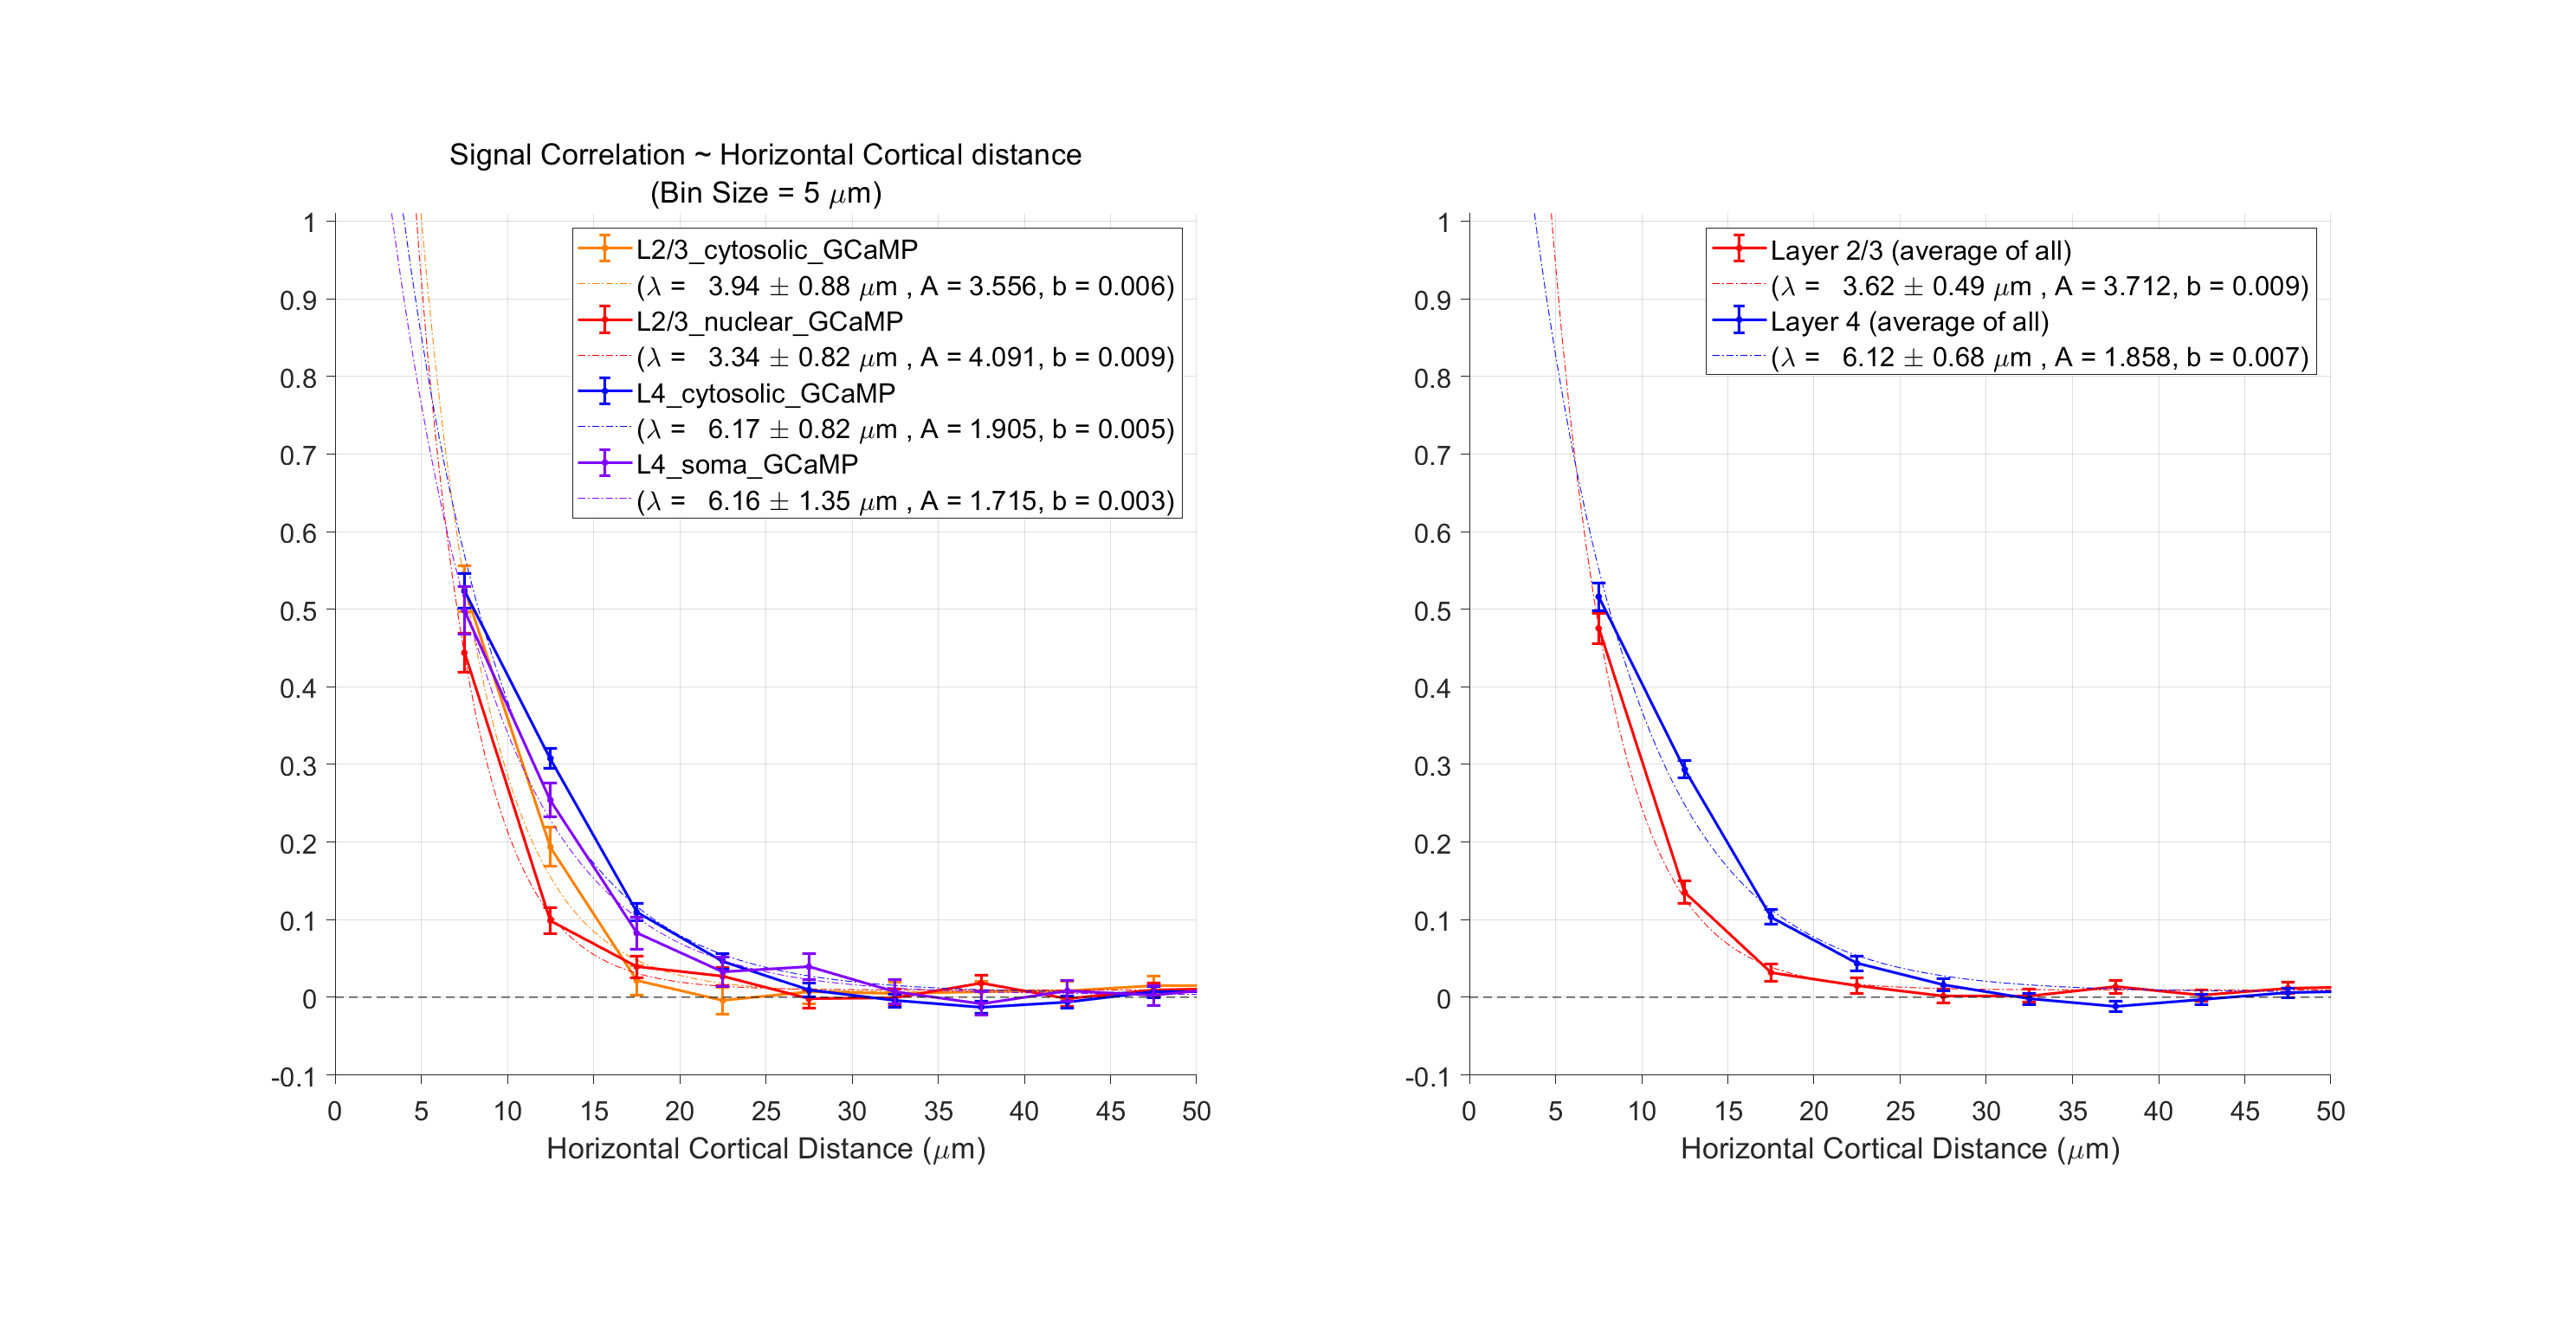 Signal Correlation ~ Horizontal Cortical distance
(Bin Size = 5 μm)
1
0.9
0.8
0.7
0.6
0.5
0.4
0.3
0.2
0.1
0
-0.1
L2/3_cytosolic_GCaMP
(λ = 3.94 ± 0.88 μm , A = 3.556, b = 0.006)
L2/3_nuclear_GCaMP
(λ = 3.34 ± 0.82 μm , A = 4.091, b = 0.009)
L4_cytosolic_GCaMP
(λ = 6.17 ± 0.82 μm , A = 1.905, b = 0.005)
L4_soma_GCaMP
(λ = 6.16 ± 1.35 μm , A = 1.715, b = 0.003)
0 5 10 15 20 25 30 35 40 45 50
Horizontal Cortical Distance (μm)
1
0.9
0.8
0.7
0.6
0.5
0.4
0.3
0.2
0.1
0
-0.1
Layer 2/3 (average of all)
(λ = 3.62 ± 0.49 μm , A = 3.712, b = 0.009)
Layer 4 (average of all)
(λ = 6.12 ± 0.68 μm , A = 1.858, b = 0.007)
0 5 10 15 20 25 30 35 40 45 50
Horizontal Cortical Distance (μm)